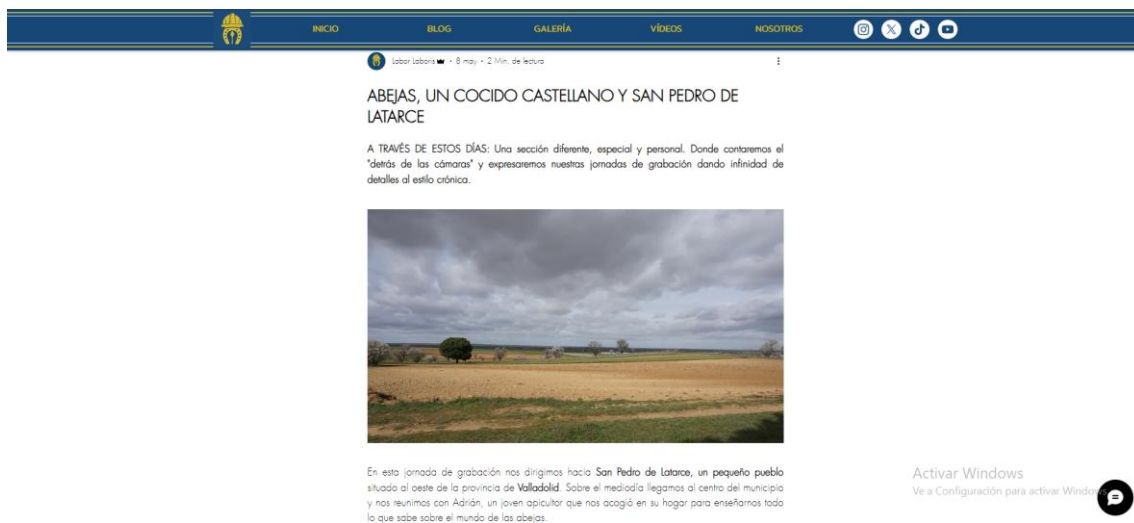 INICIO BLOG GALERÍA VÍDEOS NOSOTROS
Labor Laboris • 8 may • 2 Min. de lectura
ABEJAS, UN COCIDO CASTELLANO Y SAN PEDRO DE
LATARCE
A TRAVÉS DE ESTOS DÍAS: Una sección diferente, especial y personal. Donde contaremos el
"detrás de las cámaras" y expresaremos nuestras jornadas de grabación dando infinidad de
detalles al estilo crónica.
En esta jornada de grabación nos dirigimos hacia San Pedro de Latarce, un pequeño pueblo
situado al oeste de la provincia de Valladolid. Sobre el mediodía llegamos al centro del municipio
y nos reunimos con Adrián, un joven apicultor que nos acogió en su hogar para enseñarnos todo
lo que sabe sobre el mundo de las abejas.
Activar Windows
Ve a Configuración para activar Windows